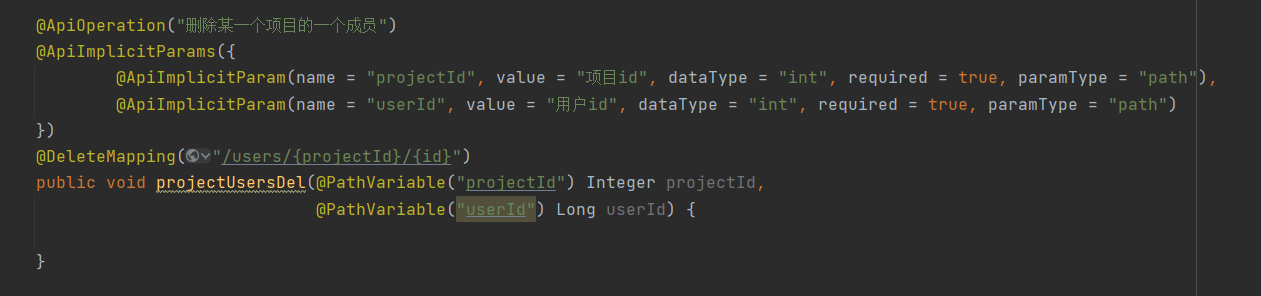 @ApiOperation("删除某一个项目的一个成员")
@ApiImplicitParams({
@ApiImplicitParam(name = "projectId", value = "项目id", dataType = "int", required = true, paramType = "path"),
@ApiImplicitParam(name = "userId", value = "用户id", dataType = "int", required = true, paramType = "path")
})
@DeleteMapping("/users/{projectId}/{id}")
public void projectUsersDel(@PathVariable("projectId") Integer projectId,
@PathVariable("userId") Long userId) {
}